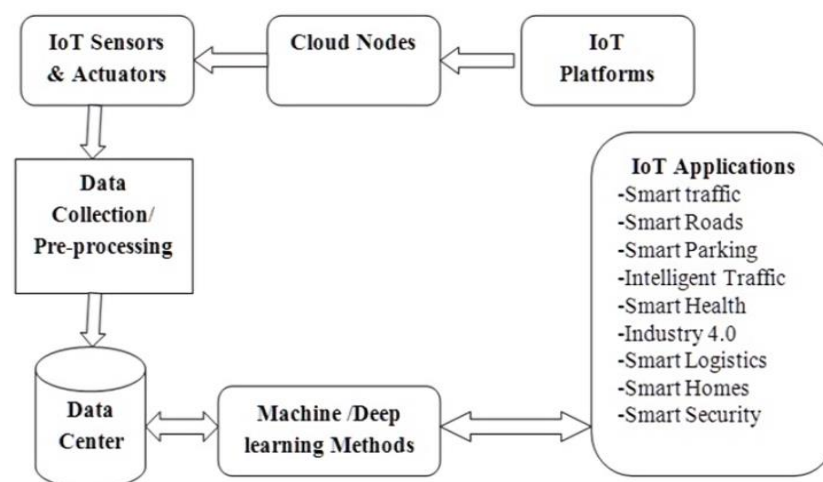 IoT Sensors
& Actuators
Cloud Nodes
IoT
Platforms
Data
Collection/
Pre-processing
Data
Center
Machine /Deep
learning Methods
IoT Applications
-Smart traffic
-Smart Roads
-Smart Parking
-Intelligent Traffic
-Smart Health
-Industry 4.0
-Smart Logistics
-Smart Homes
-Smart Security